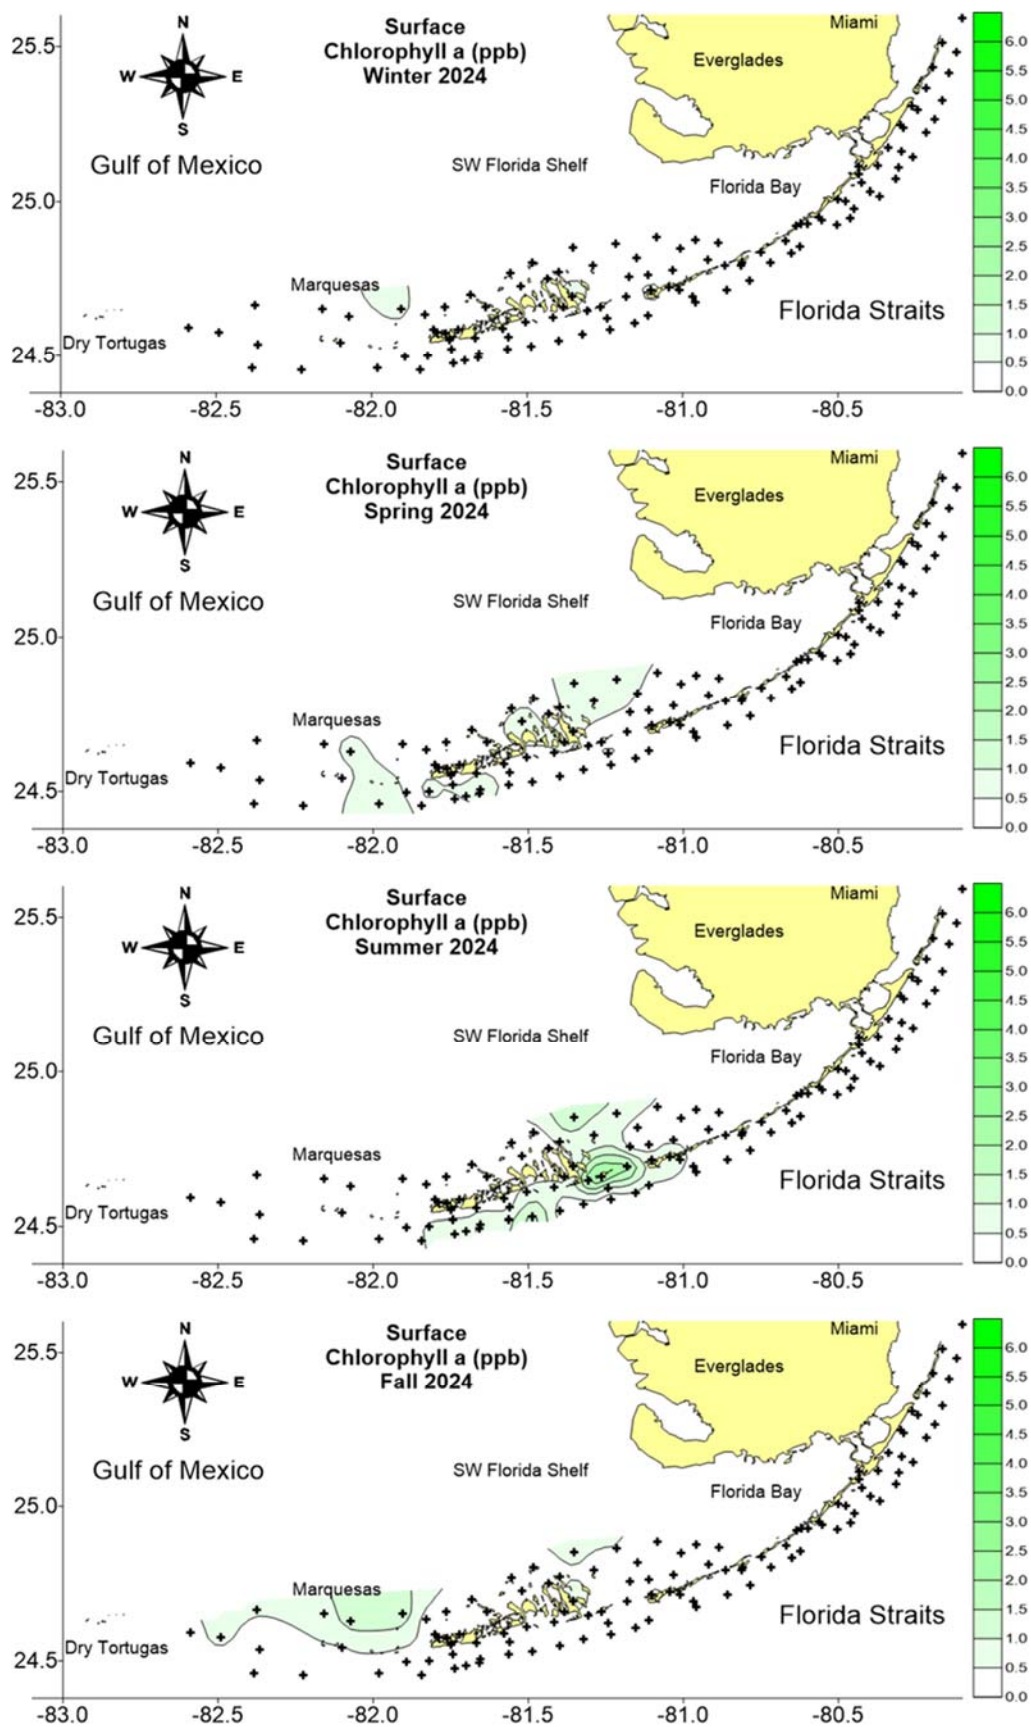 Surface
Chlorophyll a (ppb)
Winter 2024
N
W E
S
Gulf of Mexico
SW Florida Shelf
Miami
Everglades
Florida Bay
Marquesas
Dry Tortugas
Florida Straits
25.5
25.0
24.5
-83.0 -82.5 -82.0 -81.5 -81.0 -80.5
6.0
5.5
5.0
4.5
4.0
3.5
3.0
2.5
2.0
1.5
1.0
0.5
0.0
Surface
Chlorophyll a (ppb)
Spring 2024
N
W E
S
Gulf of Mexico
SW Florida Shelf
Miami
Everglades
Florida Bay
Marquesas
Dry Tortugas
Florida Straits
25.5
25.0
24.5
-83.0 -82.5 -82.0 -81.5 -81.0 -80.5
6.0
5.5
5.0
4.5
4.0
3.5
3.0
2.5
2.0
1.5
1.0
0.5
0.0
Surface
Chlorophyll a (ppb)
Summer 2024
N
W E
S
Gulf of Mexico
SW Florida Shelf
Miami
Everglades
Florida Bay
Marquesas
Dry Tortugas
Florida Straits
25.5
25.0
24.5
-83.0 -82.5 -82.0 -81.5 -81.0 -80.5
6.0
5.5
5.0
4.5
4.0
3.5
3.0
2.5
2.0
1.5
1.0
0.5
0.0
Surface
Chlorophyll a (ppb)
Fall 2024
N
W E
S
Gulf of Mexico
SW Florida Shelf
Miami
Everglades
Florida Bay
Marquesas
Dry Tortugas
Florida Straits
25.5
25.0
24.5
-83.0 -82.5 -82.0 -81.5 -81.0 -80.5
6.0
5.5
5.0
4.5
4.0
3.5
3.0
2.5
2.0
1.5
1.0
0.5
0.0